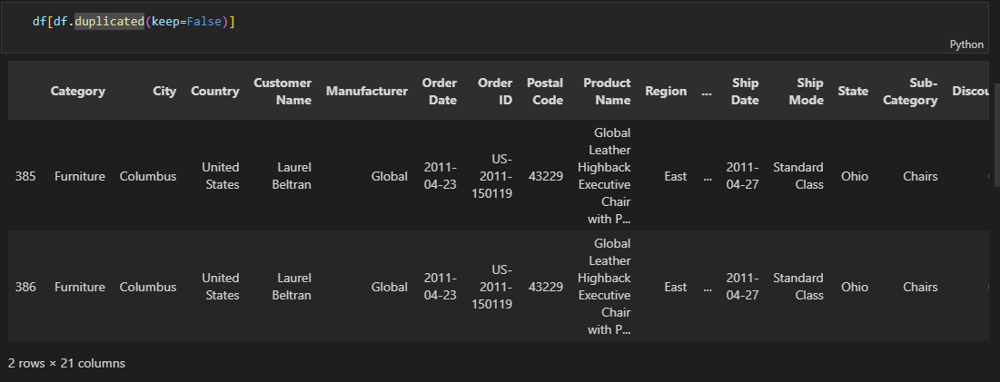 df[df.duplicated(keep=False)]
Python
Category City Country Customer Name Manufacturer Order Date Order ID Postal Code Product Name Region ... Ship Date Ship Mode State Sub-Category
385 Furniture Columbus United States Laurel Beltran Global 2011-04-23 US-2011-150119 43229 Global Leather Highback Executive Chair with P... East ... 2011-04-27 Standard Class Ohio Chairs
386 Furniture Columbus United States Laurel Beltran Global 2011-04-23 US-2011-150119 43229 Global Leather Highback Executive Chair with P... East ... 2011-04-27 Standard Class Ohio Chairs
2 rows × 21 columns